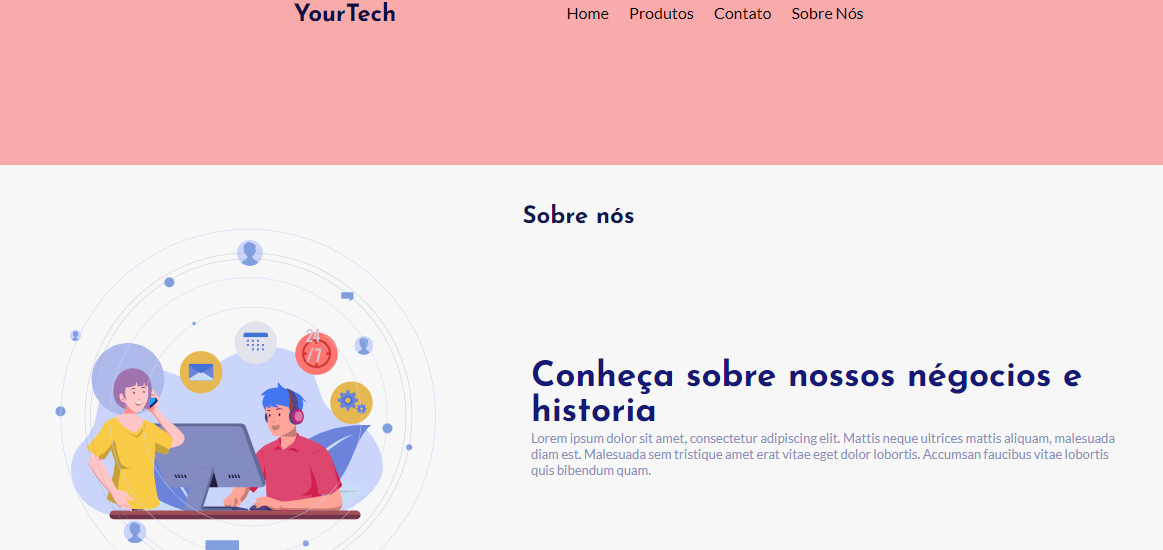 YourTech
Home Produtos Contato Sobre Nós
Sobre nós
24
/7
Conheça sobre nossos négocios e
historia
Lorem ipsum dolor sit amet, consectetur adipiscing elit. Mattis neque ultrices mattis aliquam, malesuada
diam est. Malesuada sem tristique amet erat vitae eget dolor lobortis. Accumsan faucibus vitae lobortis
quis bibendum quam.